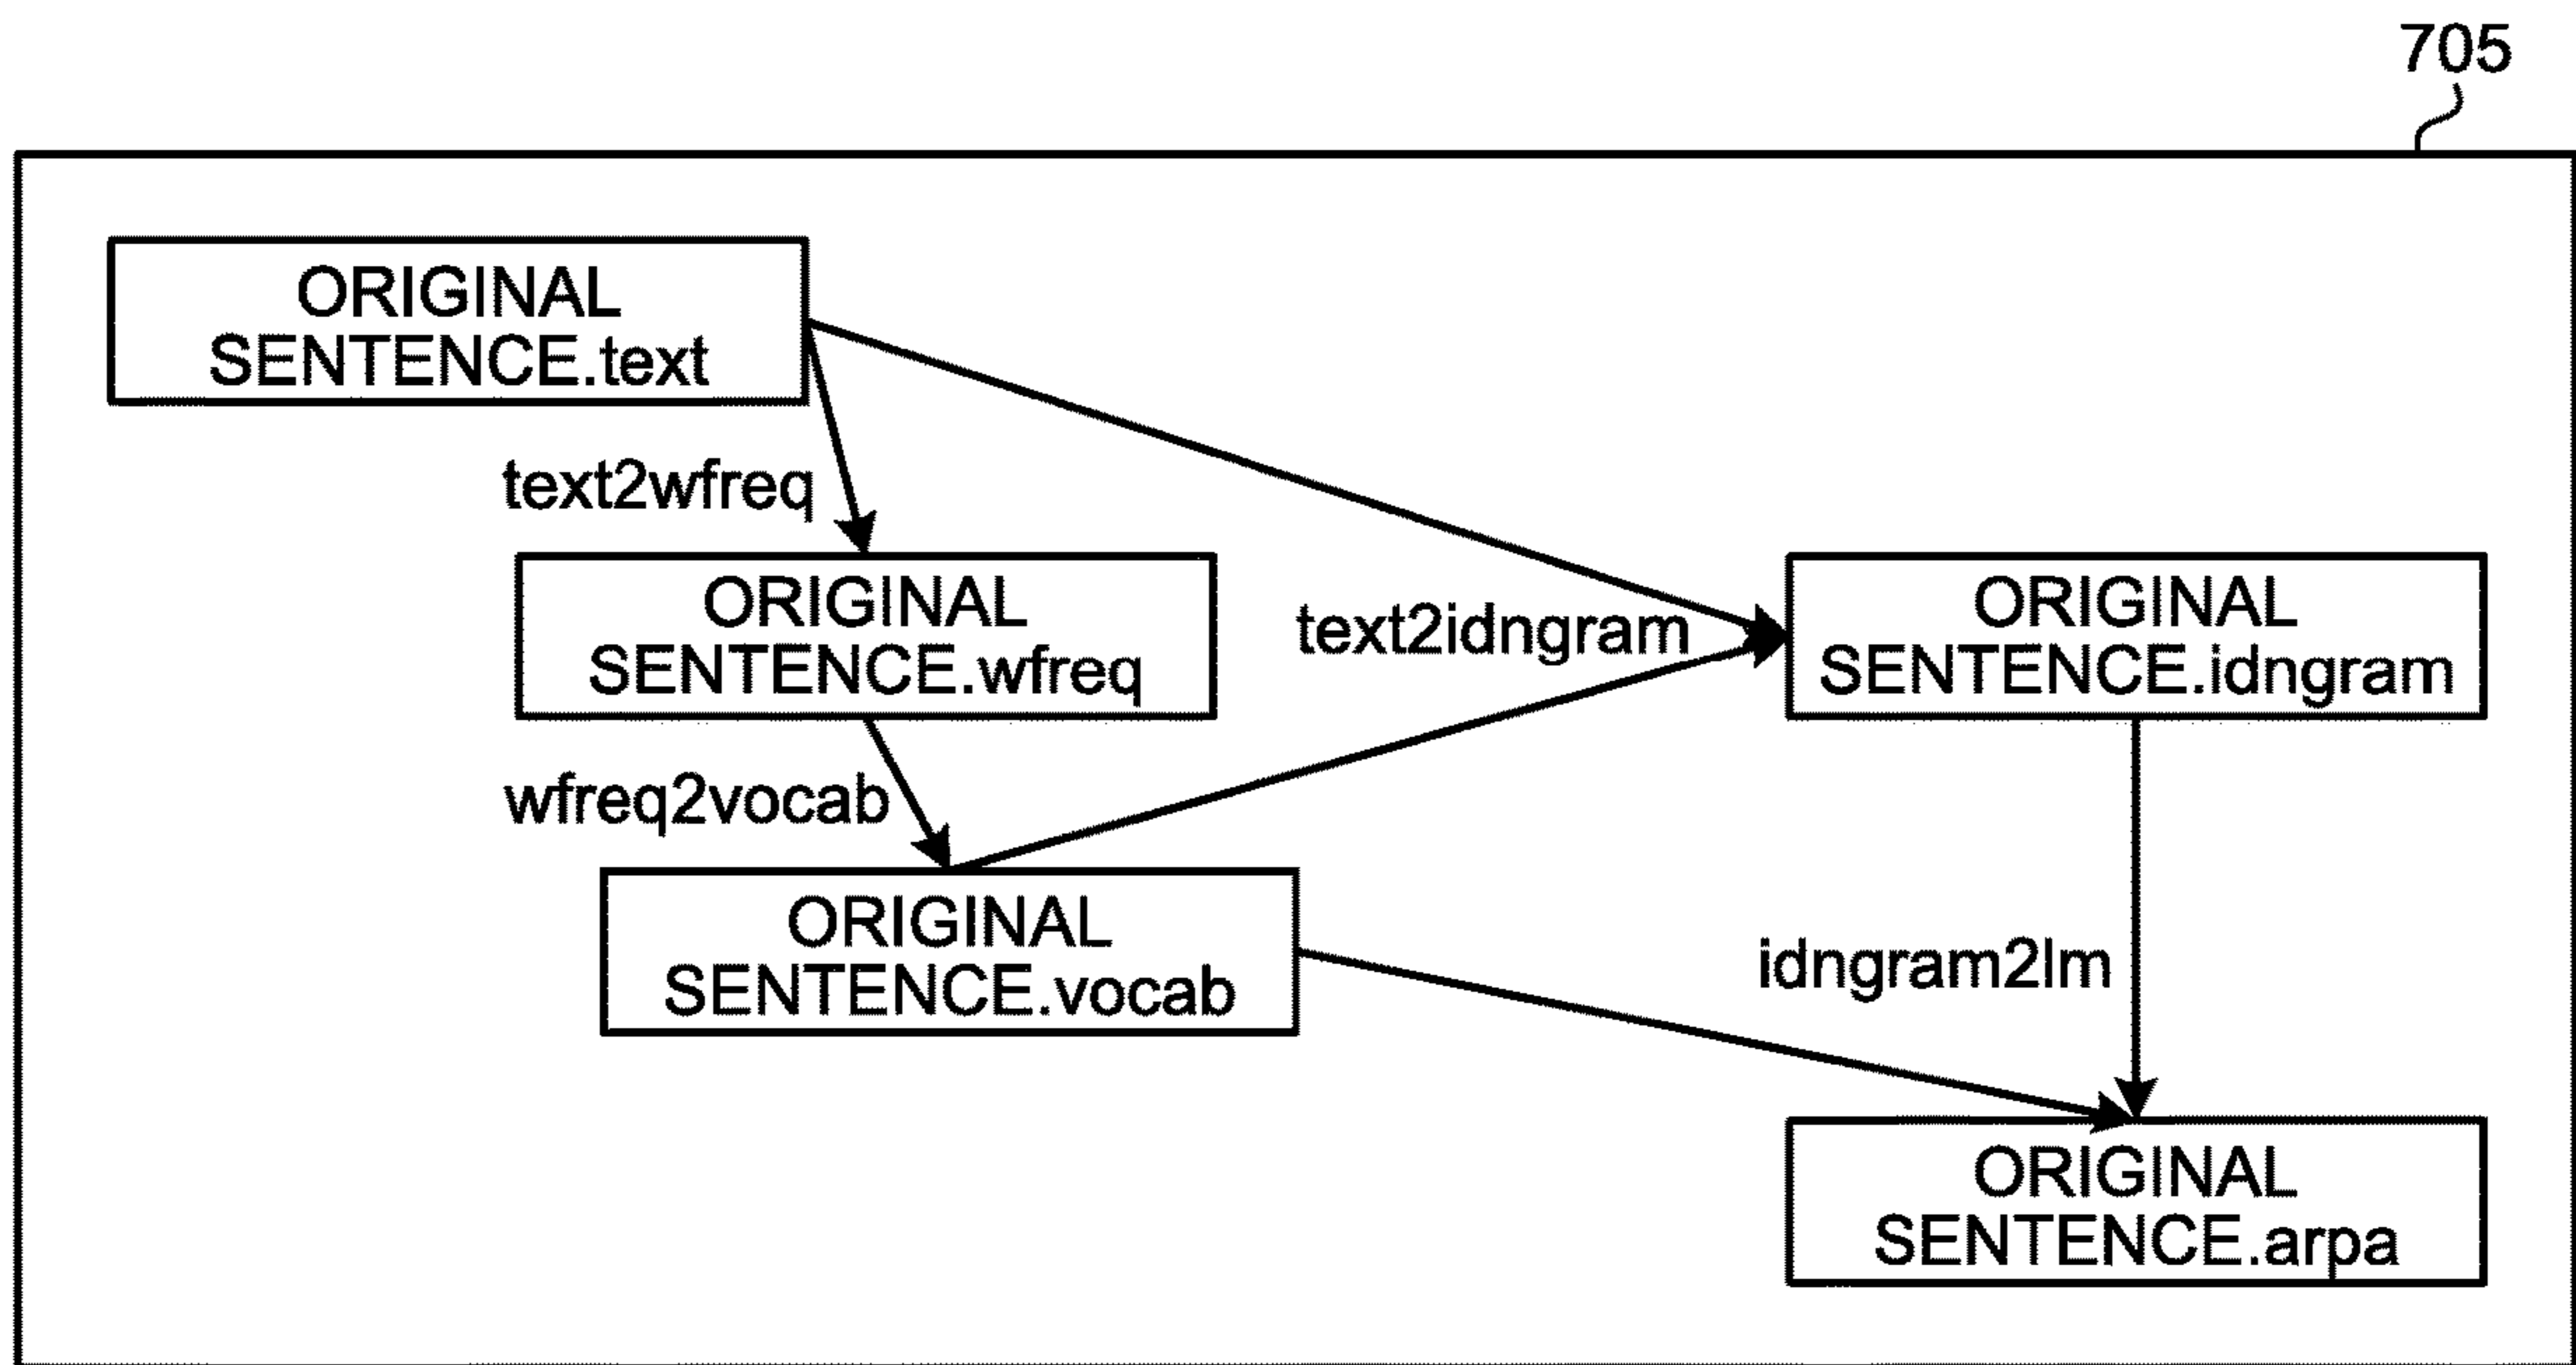 705
ORIGINAL
SENTENCE.text
text2wfreq
ORIGINAL
SENTENCE.wfreq
text2idngram
ORIGINAL
SENTENCE.idngram
wfreq2vocab
ORIGINAL
SENTENCE.vocab
idngram2lm
ORIGINAL
SENTENCE.arpa